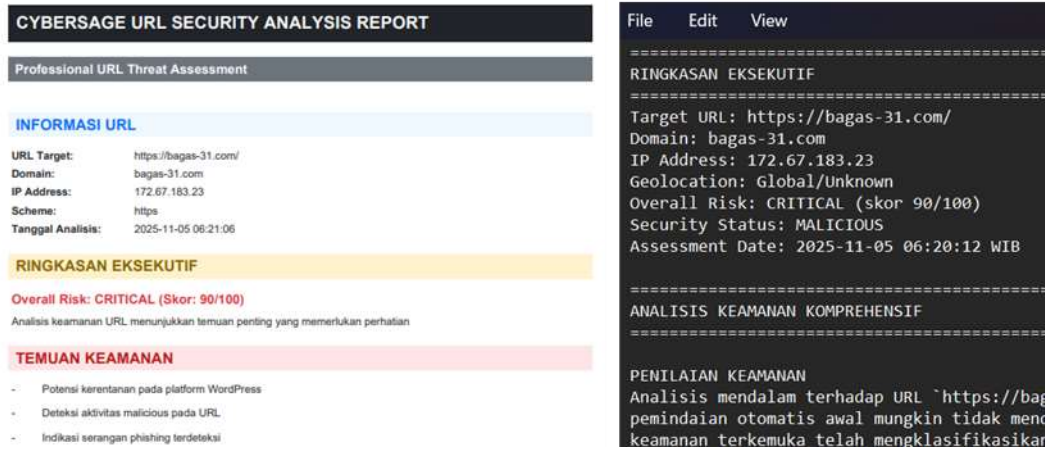 CYBERSAGE URL SECURITY ANALYSIS REPORT
Professional URL Threat Assessment
INFORMASI URL
URL Target: https://bagas-31.com/
Domain: bagas-31.com
IP Address: 172.67.183.23
Scheme: https
Tanggal Analisis: 2025-11-05 06:21:06
RINGKASAN EKSEKUTIF
Overall Risk: CRITICAL (Skor: 90/100)
Analisis keamanan URL menunjukkan temuan penting yang memerlukan perhatian
TEMUAN KEAMANAN
- Potensi kerentanan pada platform WordPress
- Deteksi aktivitas malicious pada URL
- Indikasi serangan phishing terdeteksi
File Edit View
==========================================
RINGKASAN EKSEKUTIF
==========================================
Target URL: https://bagas-31.com/
Domain: bagas-31.com
IP Address: 172.67.183.23
Geolocation: Global/Unknown
Overall Risk: CRITICAL (skor 90/100)
Security Status: MALICIOUS
Assessment Date: 2025-11-05 06:20:12 WIB
==========================================
ANALISIS KEAMANAN KOMPREHENSIF
==========================================
PENILAIAN KEAMANAN
Analisis mendalam terhadap URL `https://bag
pemindaian otomatis awal mungkin tidak menc
keamanan terkemuka telah mengklasifikasikan